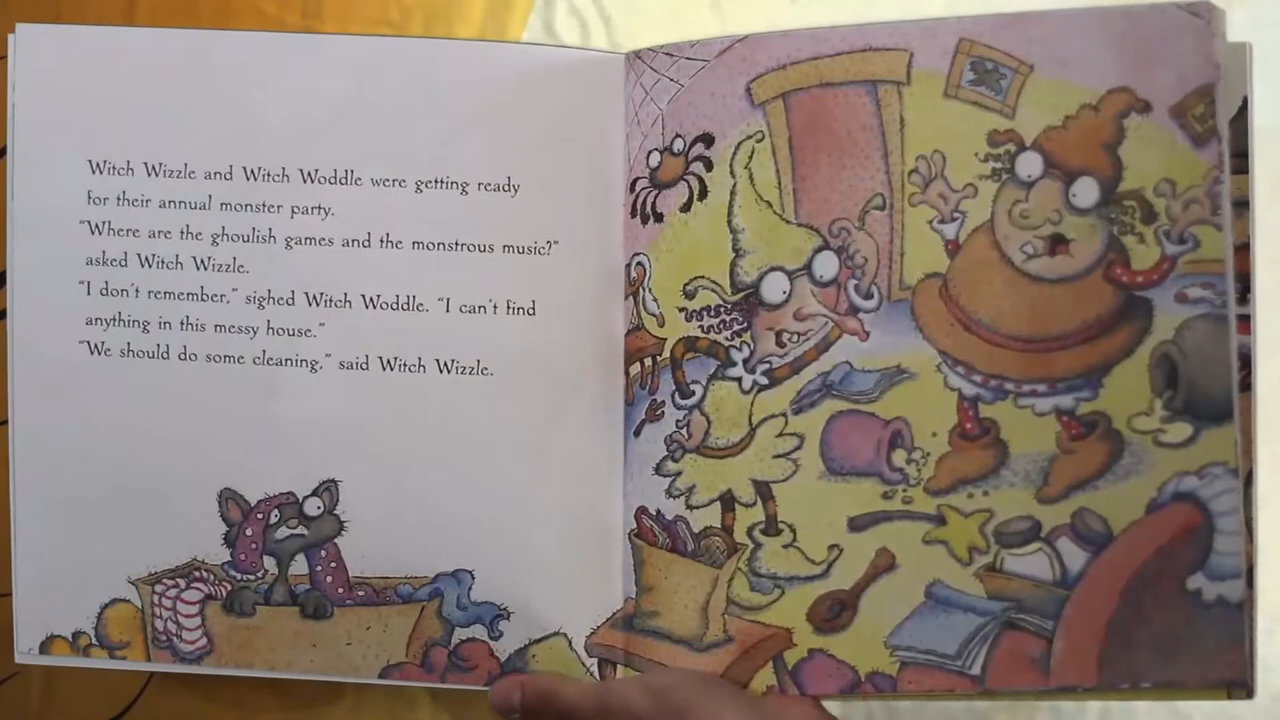 Witch Wizzle and Witch Woddle were getting ready
for their annual monster party.
"Where are the ghoulish games and the monstrous music?"
asked Witch Wizzle.
"I don't remember," sighed Witch Woddle. "I can't find
anything in this messy house."
"We should do some cleaning," said Witch Wizzle.